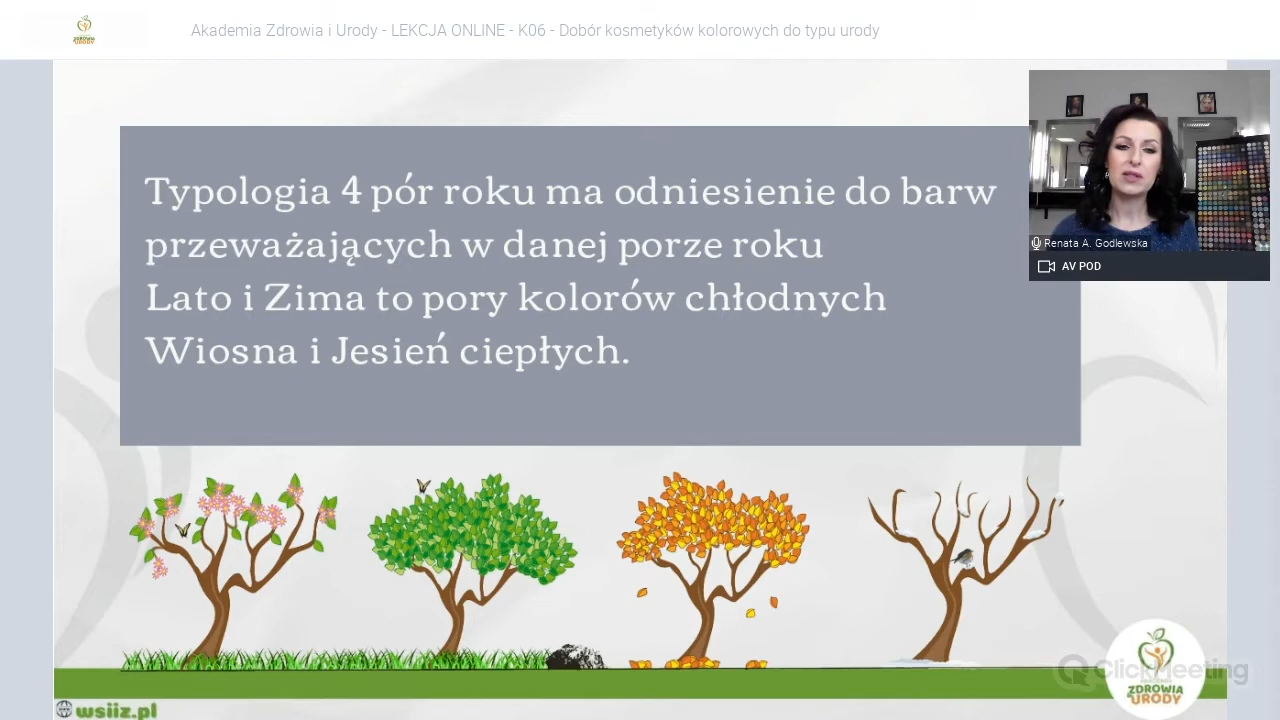 Akademia Zdrowia i Urody - LEKCJA ONLINE - K06 - Dobór kosmetyków kolorowych do typu urody
Typologia 4 pór roku ma odniesienie do barw
przeważających w danej porze roku
Lato i Zima to pory kolorów chłodnych
Wiosna i Jesień ciepłych.
Renata A. Godlewska
AV POD
ClickMeeting
ZDROWIA
& URODY
wsiiz.pl